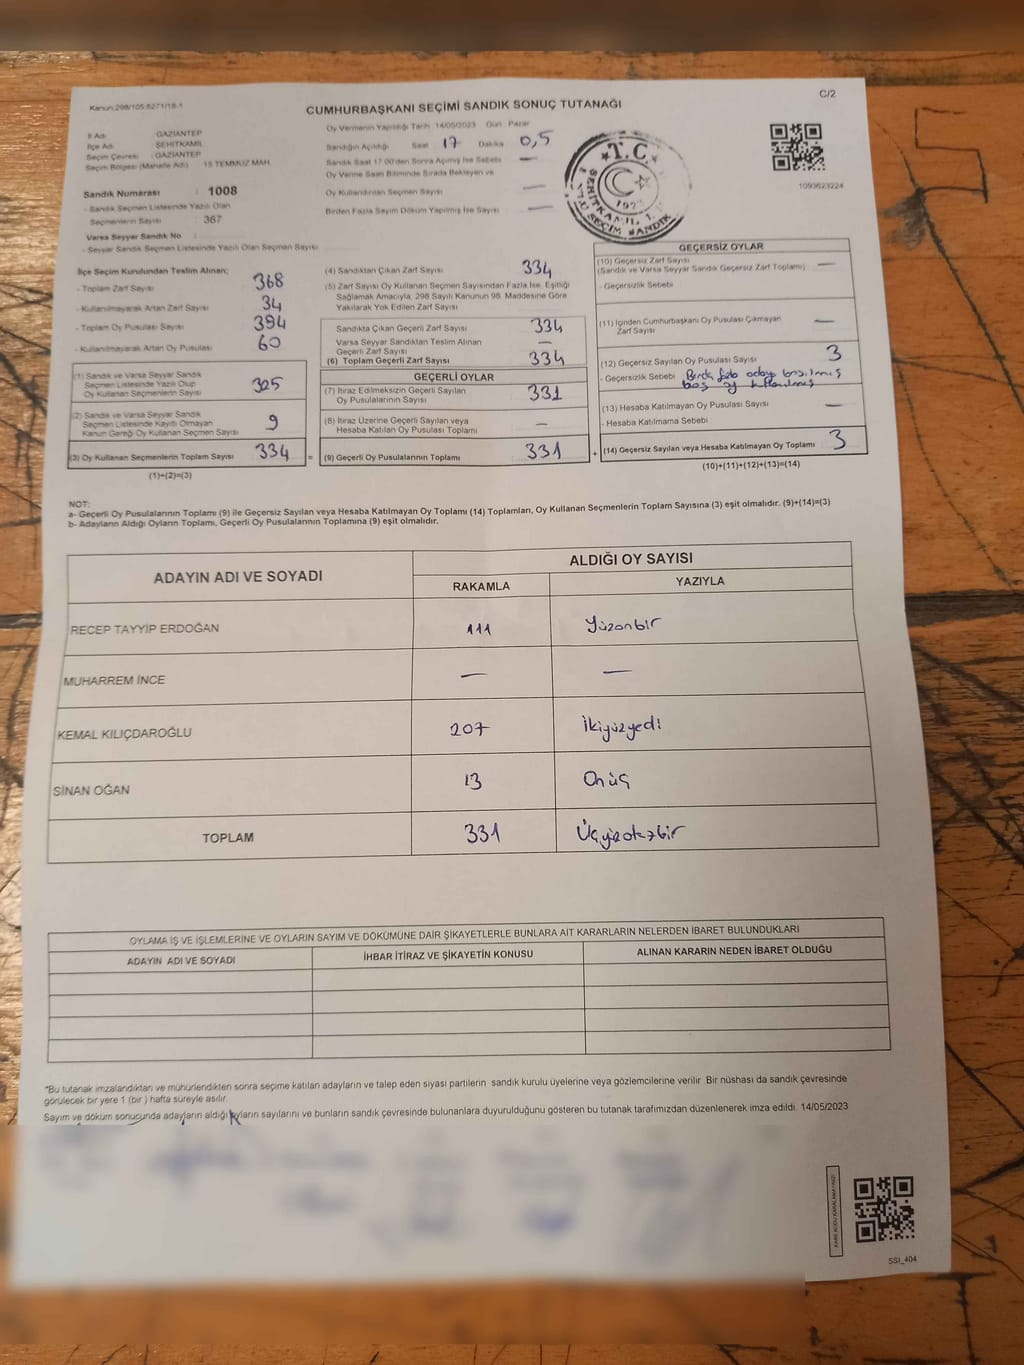 Kanun:298/105.6271/18-1
C/2
CUMHURBAŞKANI SEÇİMİ SANDIK SONUÇ TUTANAĞI
İl Adı: GAZİANTEP
İlçe Adı: ŞEHİTKAMİL
Seçim Çevresi : GAZİANTEP
Seçim Bölgesi (Mahalle Adı) 15 TEMMUZ MAH.
Sandık Numarası : 1008
- Sandık Seçmen Listesinde Yazılı Olan
Seçmenlerin Sayısı : 367
Varsa Seyyar Sandık No :
- Seyyar Sandık Seçmen Listesinde Yazılı Olan Seçmen Sayısı :
Oy Vermenin Yapıldığı Tarih 14/05/2023 Gün : Pazar
Sandığın Açıldığı Saat 17 Dakika 0,5
Sandık Saat 17.00'den Sonra Açılmış İse Sebebi —
Oy Verme Saati Bitiminde Sırada Bekleyen ve
Oy Kullandırılan Seçmen Sayısı —
Birden Fazla Sayım Döküm Yapılmış İse Sayısı —
T.C.
ŞEHİTKAMİL 1.
SEÇİM SANDIK
1923
1093623224
İlçe Seçim Kurulundan Teslim Alınan;
- Toplam Zarf Sayısı 368
- Kullanılmayarak Artan Zarf Sayısı 34
- Toplam Oy Pusulası Sayısı 394
- Kullanılmayarak Artan Oy Pusulası 60
(1) Sandık ve Varsa Seyyar Sandık
Seçmen Listesinde Yazılı Olup
Oy Kullanan Seçmenlerin Sayısı 325
(2) Sandık ve Varsa Seyyar Sandık
Seçmen Listesinde Kayıtlı Olmayan
Kanun Gereği Oy Kullanan Seçmen Sayısı 9
(3) Oy Kullanan Seçmenlerin Toplam Sayısı 334 =
(1)+(2)=(3)
(4) Sandıktan Çıkan Zarf Sayısı 334
(5) Zarf Sayısı Oy Kullanan Seçmen Sayısından Fazla İse, Eşitliği
Sağlamak Amacıyla, 298 Sayılı Kanunun 98. Maddesine Göre
Yakılarak Yok Edilen Zarf Sayısı
Sandıkta Çıkan Geçerli Zarf Sayısı 334
Varsa Seyyar Sandıktan Teslim Alınan
Geçerli Zarf Sayısı —
(6) Toplam Geçerli Zarf Sayısı 334
GEÇERLİ OYLAR
(7) İtiraz Edilmeksizin Geçerli Sayılan
Oy Pusulalarının Sayısı 331
(8) İtiraz Üzerine Geçerli Sayılan veya
Hesaba Katılan Oy Pusulası Toplamı —
(9) Geçerli Oy Pusulalarının Toplamı 331 +
GEÇERSİZ OYLAR
(10) Geçersiz Zarf Sayısı —
(Sandık ve Varsa Seyyar Sandık Geçersiz Zarf Toplamı)
- Geçersizlik Sebebi
(11) İçinden Cumhurbaşkanı Oy Pusulası Çıkmayan
Zarf Sayısı —
(12) Geçersiz Sayılan Oy Pusulası Sayısı 3
- Geçersizlik Sebebi Birden fazla adaya basılmış
boş oy kullanılmış
(13) Hesaba Katılmayan Oy Pusulası Sayısı —
- Hesaba Katılmama Sebebi
(14) Geçersiz Sayılan veya Hesaba Katılmayan Oy Toplamı 3
(10)+(11)+(12)+(13)=(14)
NOT:
a- Geçerli Oy Pusulalarının Toplamı (9) ile Geçersiz Sayılan veya Hesaba Katılmayan Oy Toplamı (14) Toplamları, Oy Kullanan Seçmenlerin Toplam Sayısına (3) eşit olmalıdır. (9)+(14)=(3)
b- Adayların Aldığı Oyların Toplamı, Geçerli Oy Pusulalarının Toplamına (9) eşit olmalıdır.
ADAYIN ADI VE SOYADI
ALDIĞI OY SAYISI
RAKAMLA YAZIYLA
RECEP TAYYİP ERDOĞAN 111 Yüzonbir
MUHARREM İNCE — —
KEMAL KILIÇDAROĞLU 207 İkiyüzyedi
SİNAN OĞAN 13 Onüç
TOPLAM 331 Üçyüzotuzbir
OYLAMA İŞ VE İŞLEMLERİNE VE OYLARIN SAYIM VE DÖKÜMÜNE DAİR ŞİKAYETLERLE BUNLARA AİT KARARLARIN NELERDEN İBARET BULUNDUKLARI
ADAYIN ADI VE SOYADI İHBAR İTİRAZ VE ŞİKAYETİN KONUSU ALINAN KARARIN NEDEN İBARET OLDUĞU
*Bu tutanak imzalandıktan ve mühürlendikten sonra seçime katılan adayların ve talep eden siyasi partilerin sandık kurulu üyelerine veya gözlemcilerine verilir. Bir nüshası da sandık çevresinde
görülecek bir yere 1 (bir ) hafta süreyle asılır.
Sayım ve döküm sonucunda adayların aldığı oyların sayılarını ve bunların sandık çevresinde bulunanlara duyurulduğunu gösteren bu tutanak tarafımızdan düzenlenerek imza edildi. 14/05/2023
KARE KODU KARALAMAYINIZ!
SSI_404